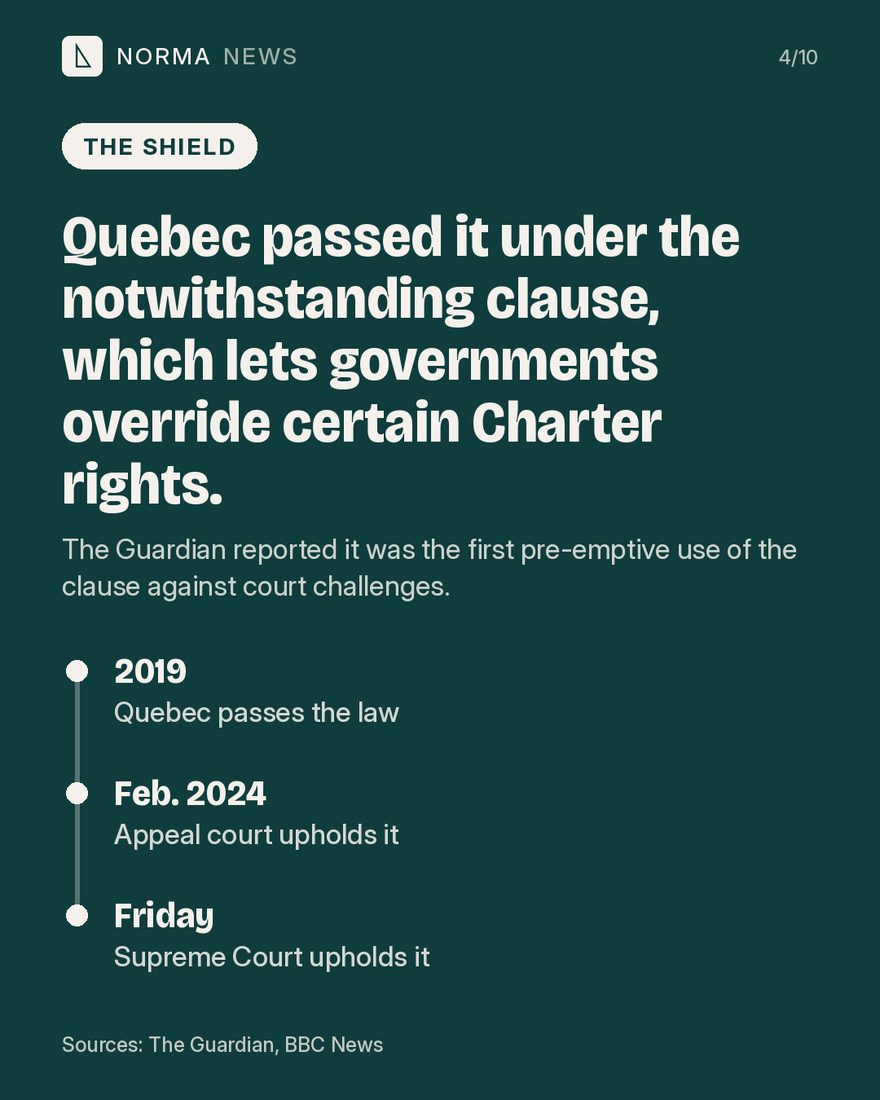 NORMA NEWS
4/10
THE SHIELD
Quebec passed it under the
notwithstanding clause,
which lets governments
override certain Charter
rights.
The Guardian reported it was the first pre-emptive use of the
clause against court challenges.
2019
Quebec passes the law
Feb. 2024
Appeal court upholds it
Friday
Supreme Court upholds it
Sources: The Guardian, BBC News